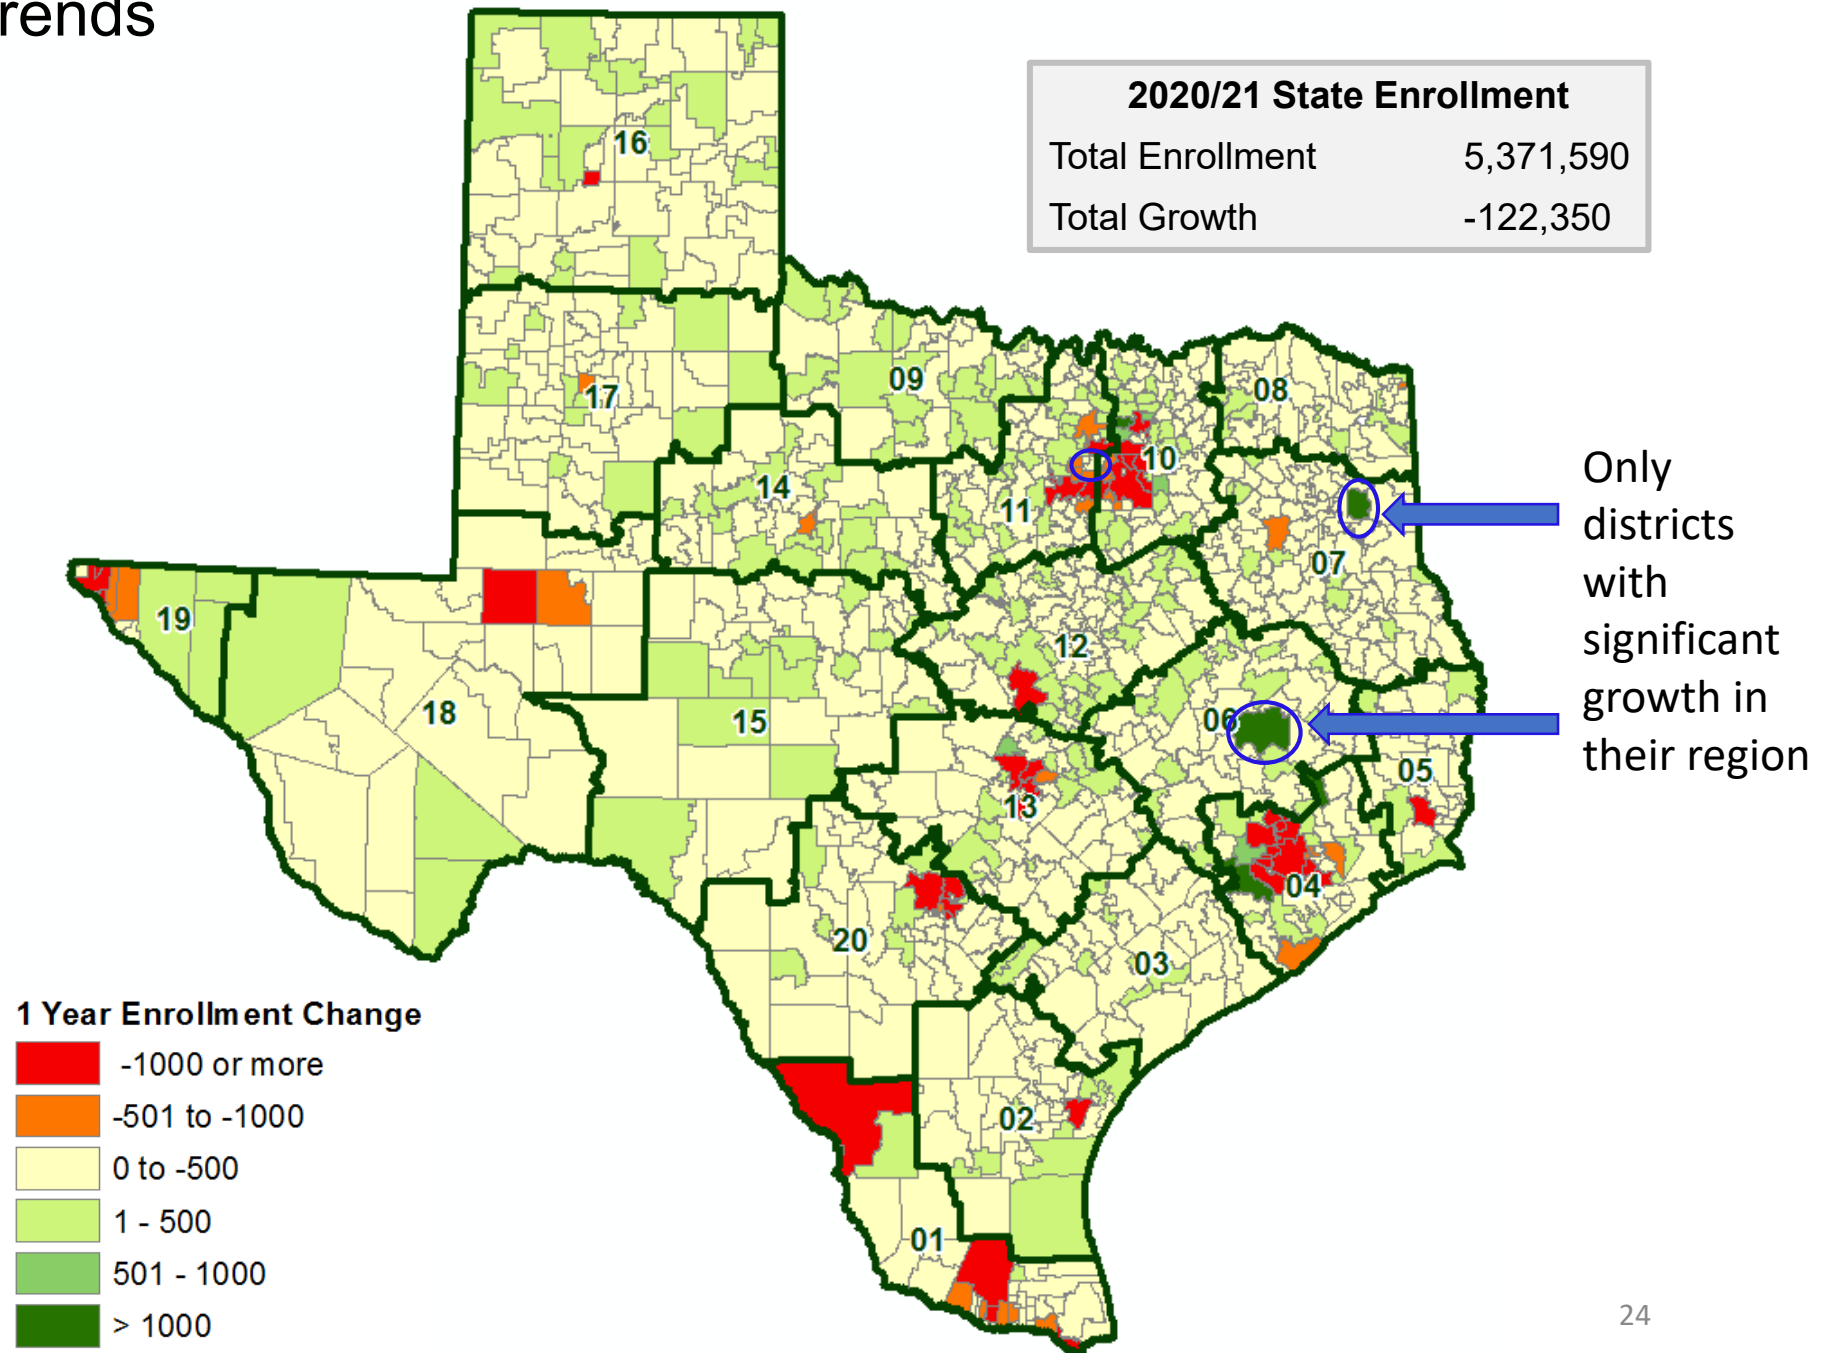 rends
2020/21 State Enrollment
Total Enrollment 5,371,590
Total Growth -122,350
16
17
09
08
10
14
11
07
19
12
18
15
06
05
13
04
20
03
02
01
Only
districts
with
significant
growth in
their region
1 Year Enrollment Change
-1000 or more
-501 to -1000
0 to -500
1 - 500
501 - 1000
> 1000
24